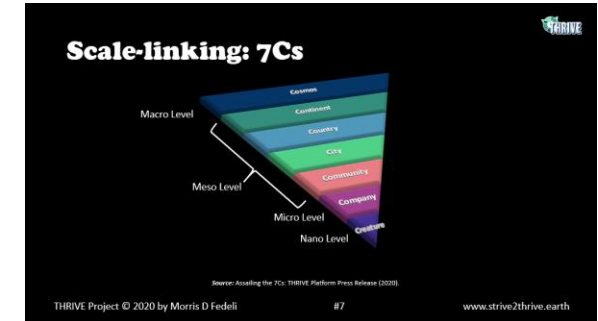 THRIVE
Scale-linking: 7Cs
Cosmos
Continent
Macro Level
Country
City
Community
Meso Level
Company
Micro Level
Creature
Nano Level
Source: Assailing the 7Cs: THRIVE Platform Press Release (2020).
THRIVE Project © 2020 by Morris D Fedeli #7 www.strive2thrive.earth